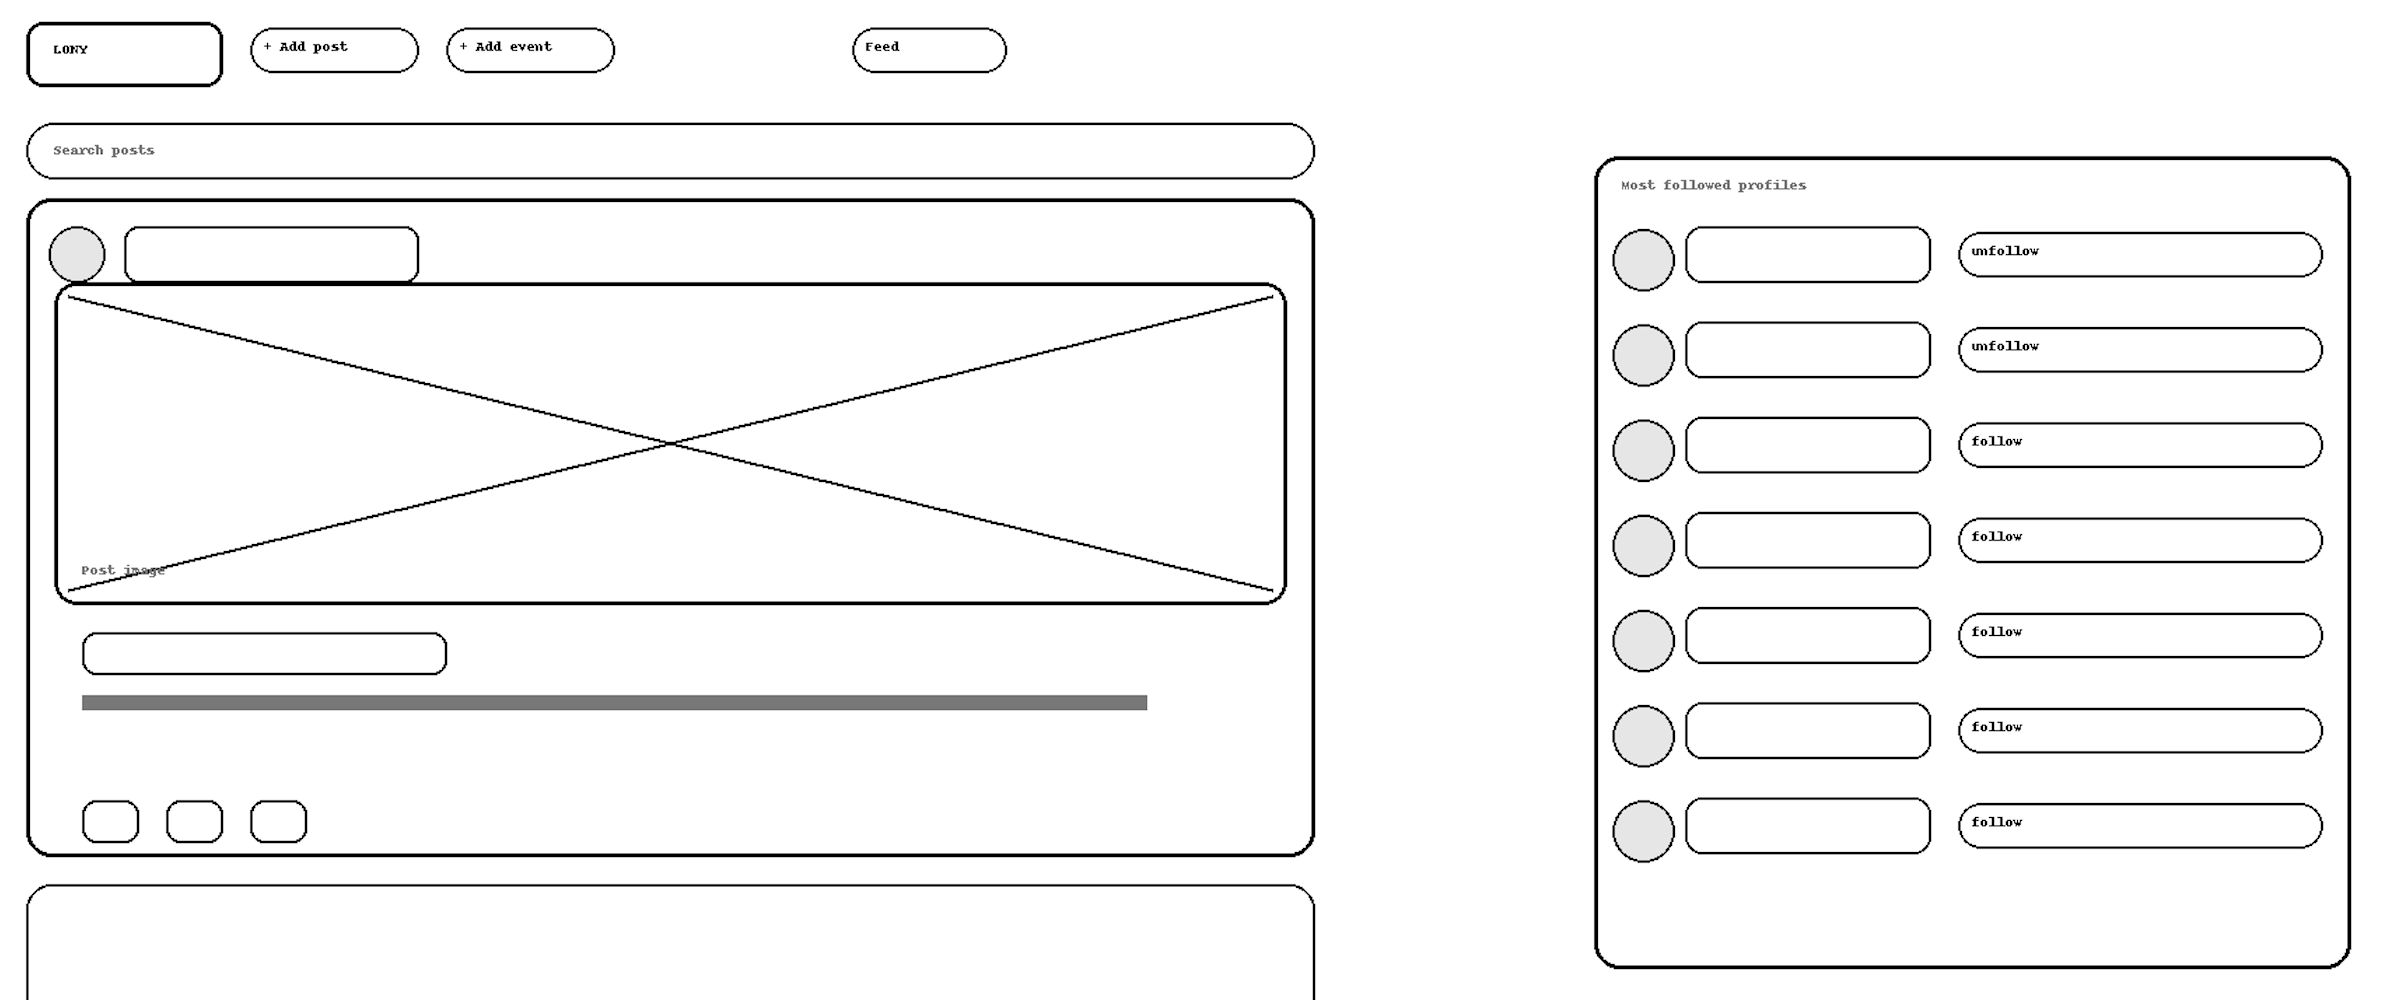 LONY
+ Add post
+ Add event
Feed
Search posts
Post image
Most followed profiles
unfollow
unfollow
follow
follow
follow
follow
follow